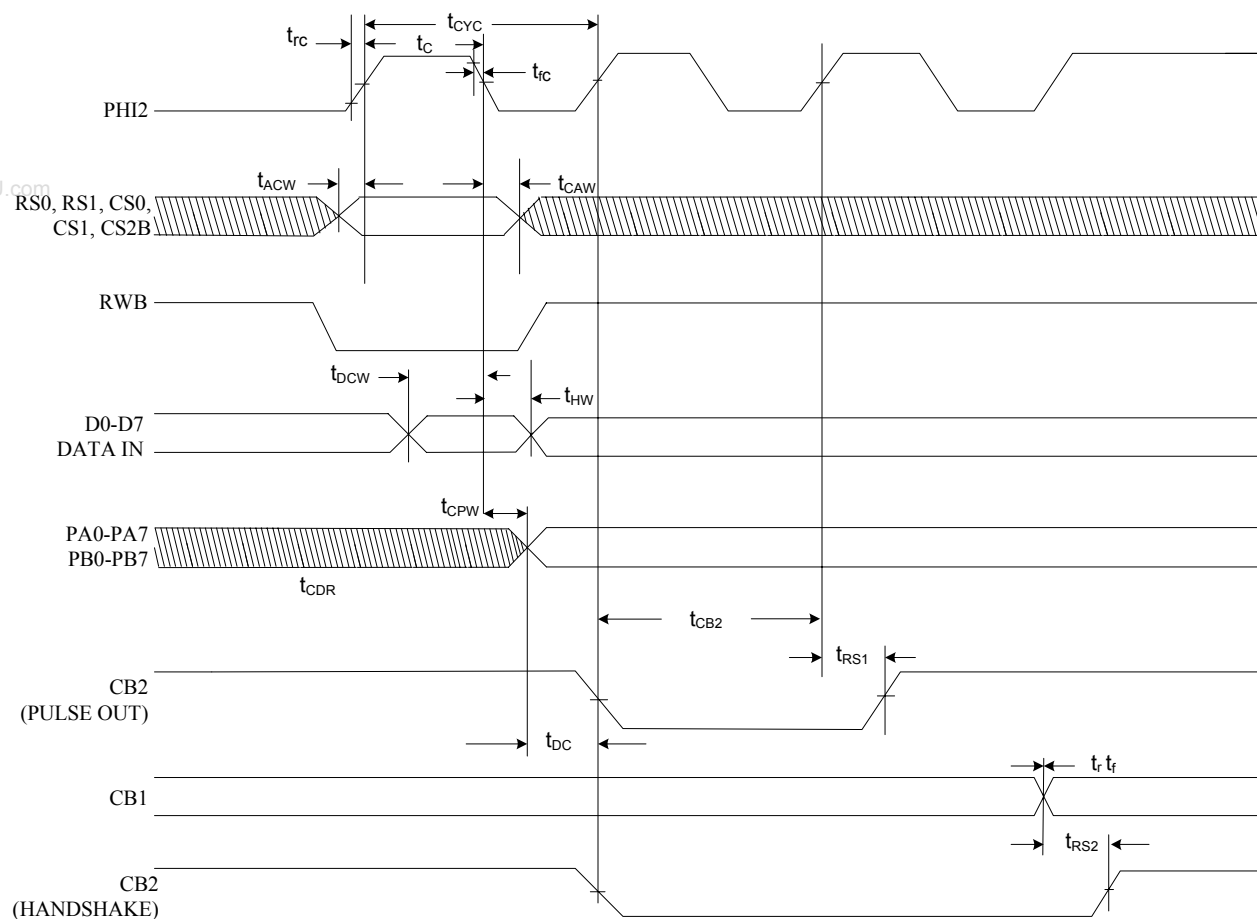 tCYC
trc
tC
tfC
PHI2
J.com
tACW
tCAW
RS0, RS1, CS0,
CS1, CS2B
RWB
tDCW
tHW
D0-D7
DATA IN
tCPW
PA0-PA7
PB0-PB7
tCDR
tCB2
tRS1
CB2
(PULSE OUT)
tDC
tr tf
CB1
tRS2
CB2
(HANDSHAKE)